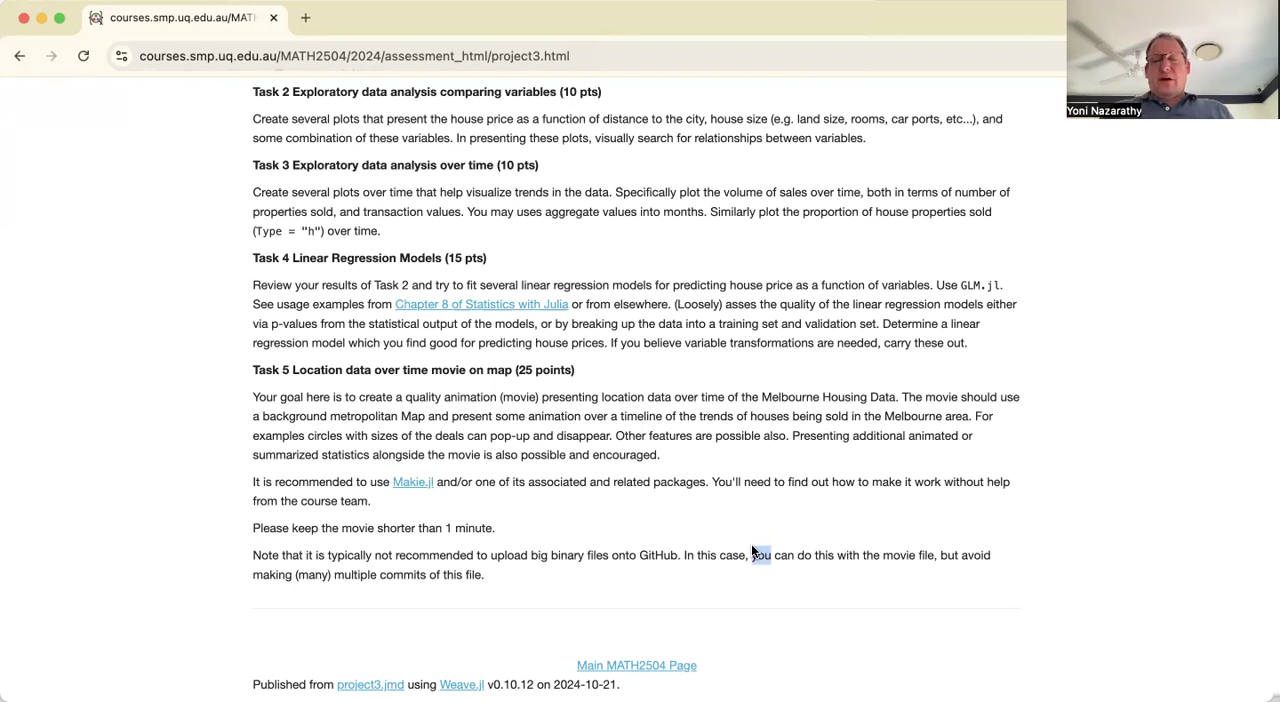 courses.smp.uq.edu.au/MATH
courses.smp.uq.edu.au/MATH2504/2024/assessment_html/project3.html
Yoni Nazarathy
Task 2 Exploratory data analysis comparing variables (10 pts)
Create several plots that present the house price as a function of distance to the city, house size (e.g. land size, rooms, car ports, etc...), and
some combination of these variables. In presenting these plots, visually search for relationships between variables.
Task 3 Exploratory data analysis over time (10 pts)
Create several plots over time that help visualize trends in the data. Specifically plot the volume of sales over time, both in terms of number of
properties sold, and transaction values. You may uses aggregate values into months. Similarly plot the proportion of house properties sold
(Type = "h") over time.
Task 4 Linear Regression Models (15 pts)
Review your results of Task 2 and try to fit several linear regression models for predicting house price as a function of variables. Use GLM.jl.
See usage examples from Chapter 8 of Statistics with Julia or from elsewhere. (Loosely) asses the quality of the linear regression models either
via p-values from the statistical output of the models, or by breaking up the data into a training set and validation set. Determine a linear
regression model which you find good for predicting house prices. If you believe variable transformations are needed, carry these out.
Task 5 Location data over time movie on map (25 points)
Your goal here is to create a quality animation (movie) presenting location data over time of the Melbourne Housing Data. The movie should use
a background metropolitan Map and present some animation over a timeline of the trends of houses being sold in the Melbourne area. For
examples circles with sizes of the deals can pop-up and disappear. Other features are possible also. Presenting additional animated or
summarized statistics alongside the movie is also possible and encouraged.
It is recommended to use Makie.jl and/or one of its associated and related packages. You'll need to find out how to make it work without help
from the course team.
Please keep the movie shorter than 1 minute.
Note that it is typically not recommended to upload big binary files onto GitHub. In this case, you can do this with the movie file, but avoid
making (many) multiple commits of this file.
Main MATH2504 Page
Published from project3.jmd using Weave.jl v0.10.12 on 2024-10-21.